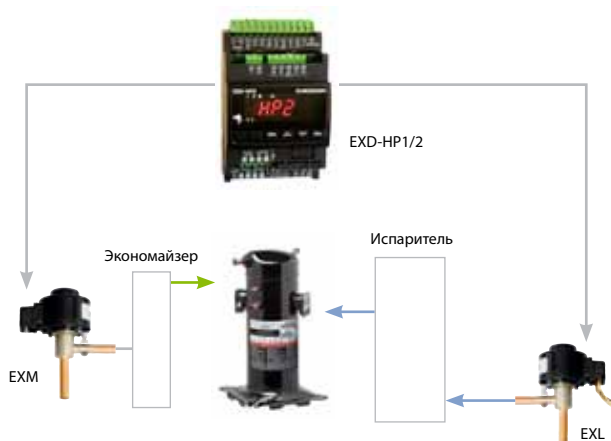 HP2
EXD-HP1/2
Испаритель
Экономайзер
EXM
EXL